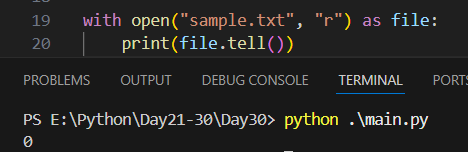 19 with open("sample.txt", "r") as file:
20 print(file.tell())
PROBLEMS OUTPUT DEBUG CONSOLE TERMINAL PORTS
PS E:\Python\Day21-30\Day30> python .\main.py
0